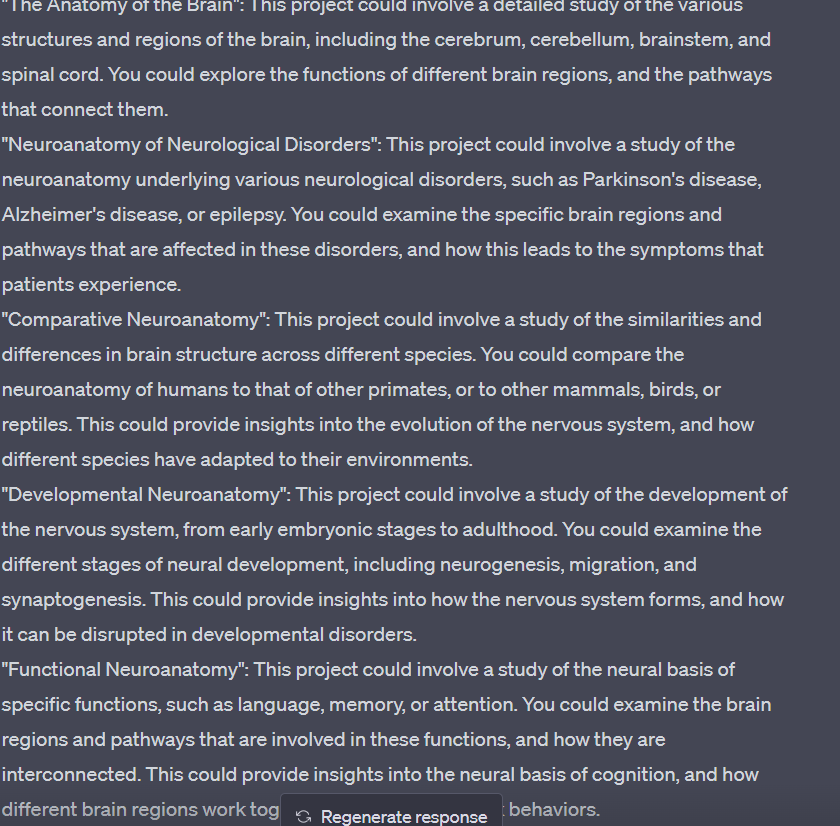 "The Anatomy of the Brain": This project could involve a detailed study of the various
structures and regions of the brain, including the cerebrum, cerebellum, brainstem, and
spinal cord. You could explore the functions of different brain regions, and the pathways
that connect them.
"Neuroanatomy of Neurological Disorders": This project could involve a study of the
neuroanatomy underlying various neurological disorders, such as Parkinson's disease,
Alzheimer's disease, or epilepsy. You could examine the specific brain regions and
pathways that are affected in these disorders, and how this leads to the symptoms that
patients experience.
"Comparative Neuroanatomy": This project could involve a study of the similarities and
differences in brain structure across different species. You could compare the
neuroanatomy of humans to that of other primates, or to other mammals, birds, or
reptiles. This could provide insights into the evolution of the nervous system, and how
different species have adapted to their environments.
"Developmental Neuroanatomy": This project could involve a study of the development of
the nervous system, from early embryonic stages to adulthood. You could examine the
different stages of neural development, including neurogenesis, migration, and
synaptogenesis. This could provide insights into how the nervous system forms, and how
it can be disrupted in developmental disorders.
"Functional Neuroanatomy": This project could involve a study of the neural basis of
specific functions, such as language, memory, or attention. You could examine the brain
regions and pathways that are involved in these functions, and how they are
interconnected. This could provide insights into the neural basis of cognition, and how
different brain regions work tog behaviors.
Regenerate response